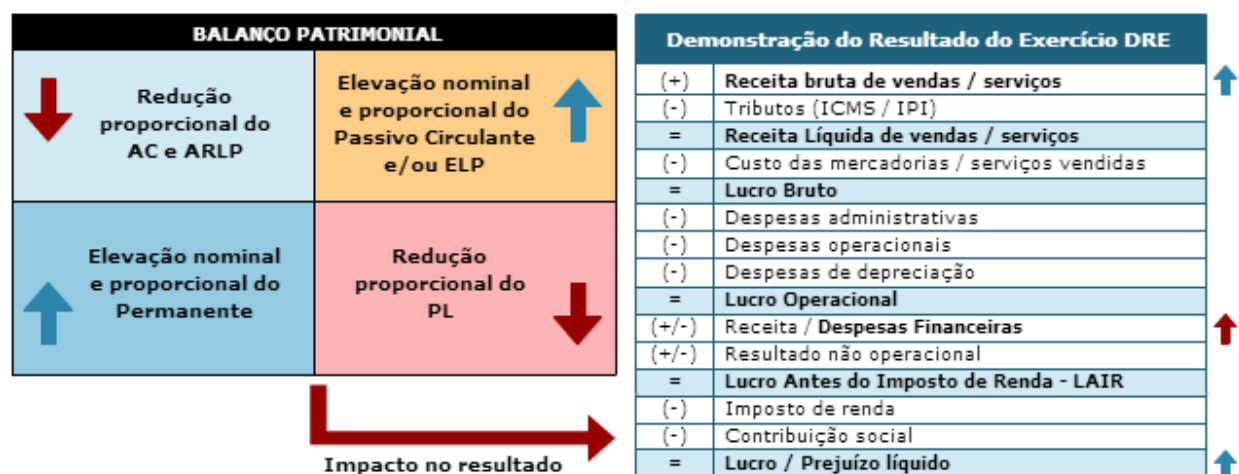 BALANÇO PATRIMONIAL
Redução
proporcional do
AC e ARLP
Elevação nominal
e proporcional do
Passivo Circulante
e/ou ELP
Elevação nominal
e proporcional do
Permanente
Redução
proporcional do
PL
Impacto no resultado
Demonstração do Resultado do Exercício DRE
(+) Receita bruta de vendas / serviços
(-) Tributos (ICMS / IPI)
= Receita Líquida de vendas / serviços
(-) Custo das mercadorias / serviços vendidas
= Lucro Bruto
(-) Despesas administrativas
(-) Despesas operacionais
(-) Despesas de depreciação
= Lucro Operacional
(+/-) Receita / Despesas Financeiras
(+/-) Resultado não operacional
= Lucro Antes do Imposto de Renda - LAIR
(-) Imposto de renda
(-) Contribuição social
= Lucro / Prejuízo líquido